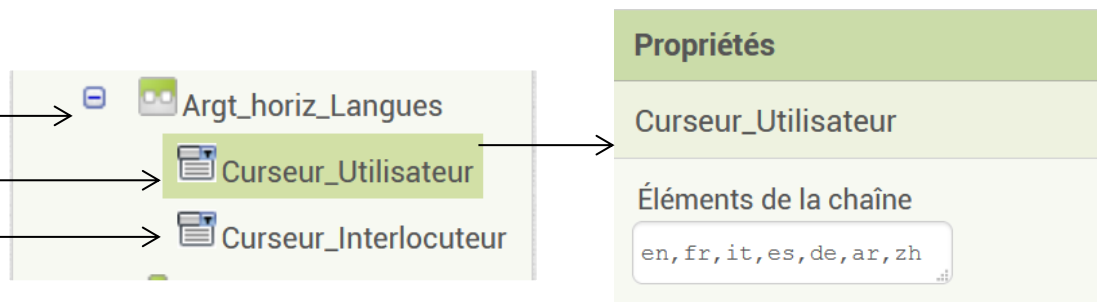 Argt_horiz_Langues
Curseur_Utilisateur
Curseur_Interlocuteur
Propriétés
Curseur_Utilisateur
Éléments de la chaîne
en,fr,it,es,de,ar,zh